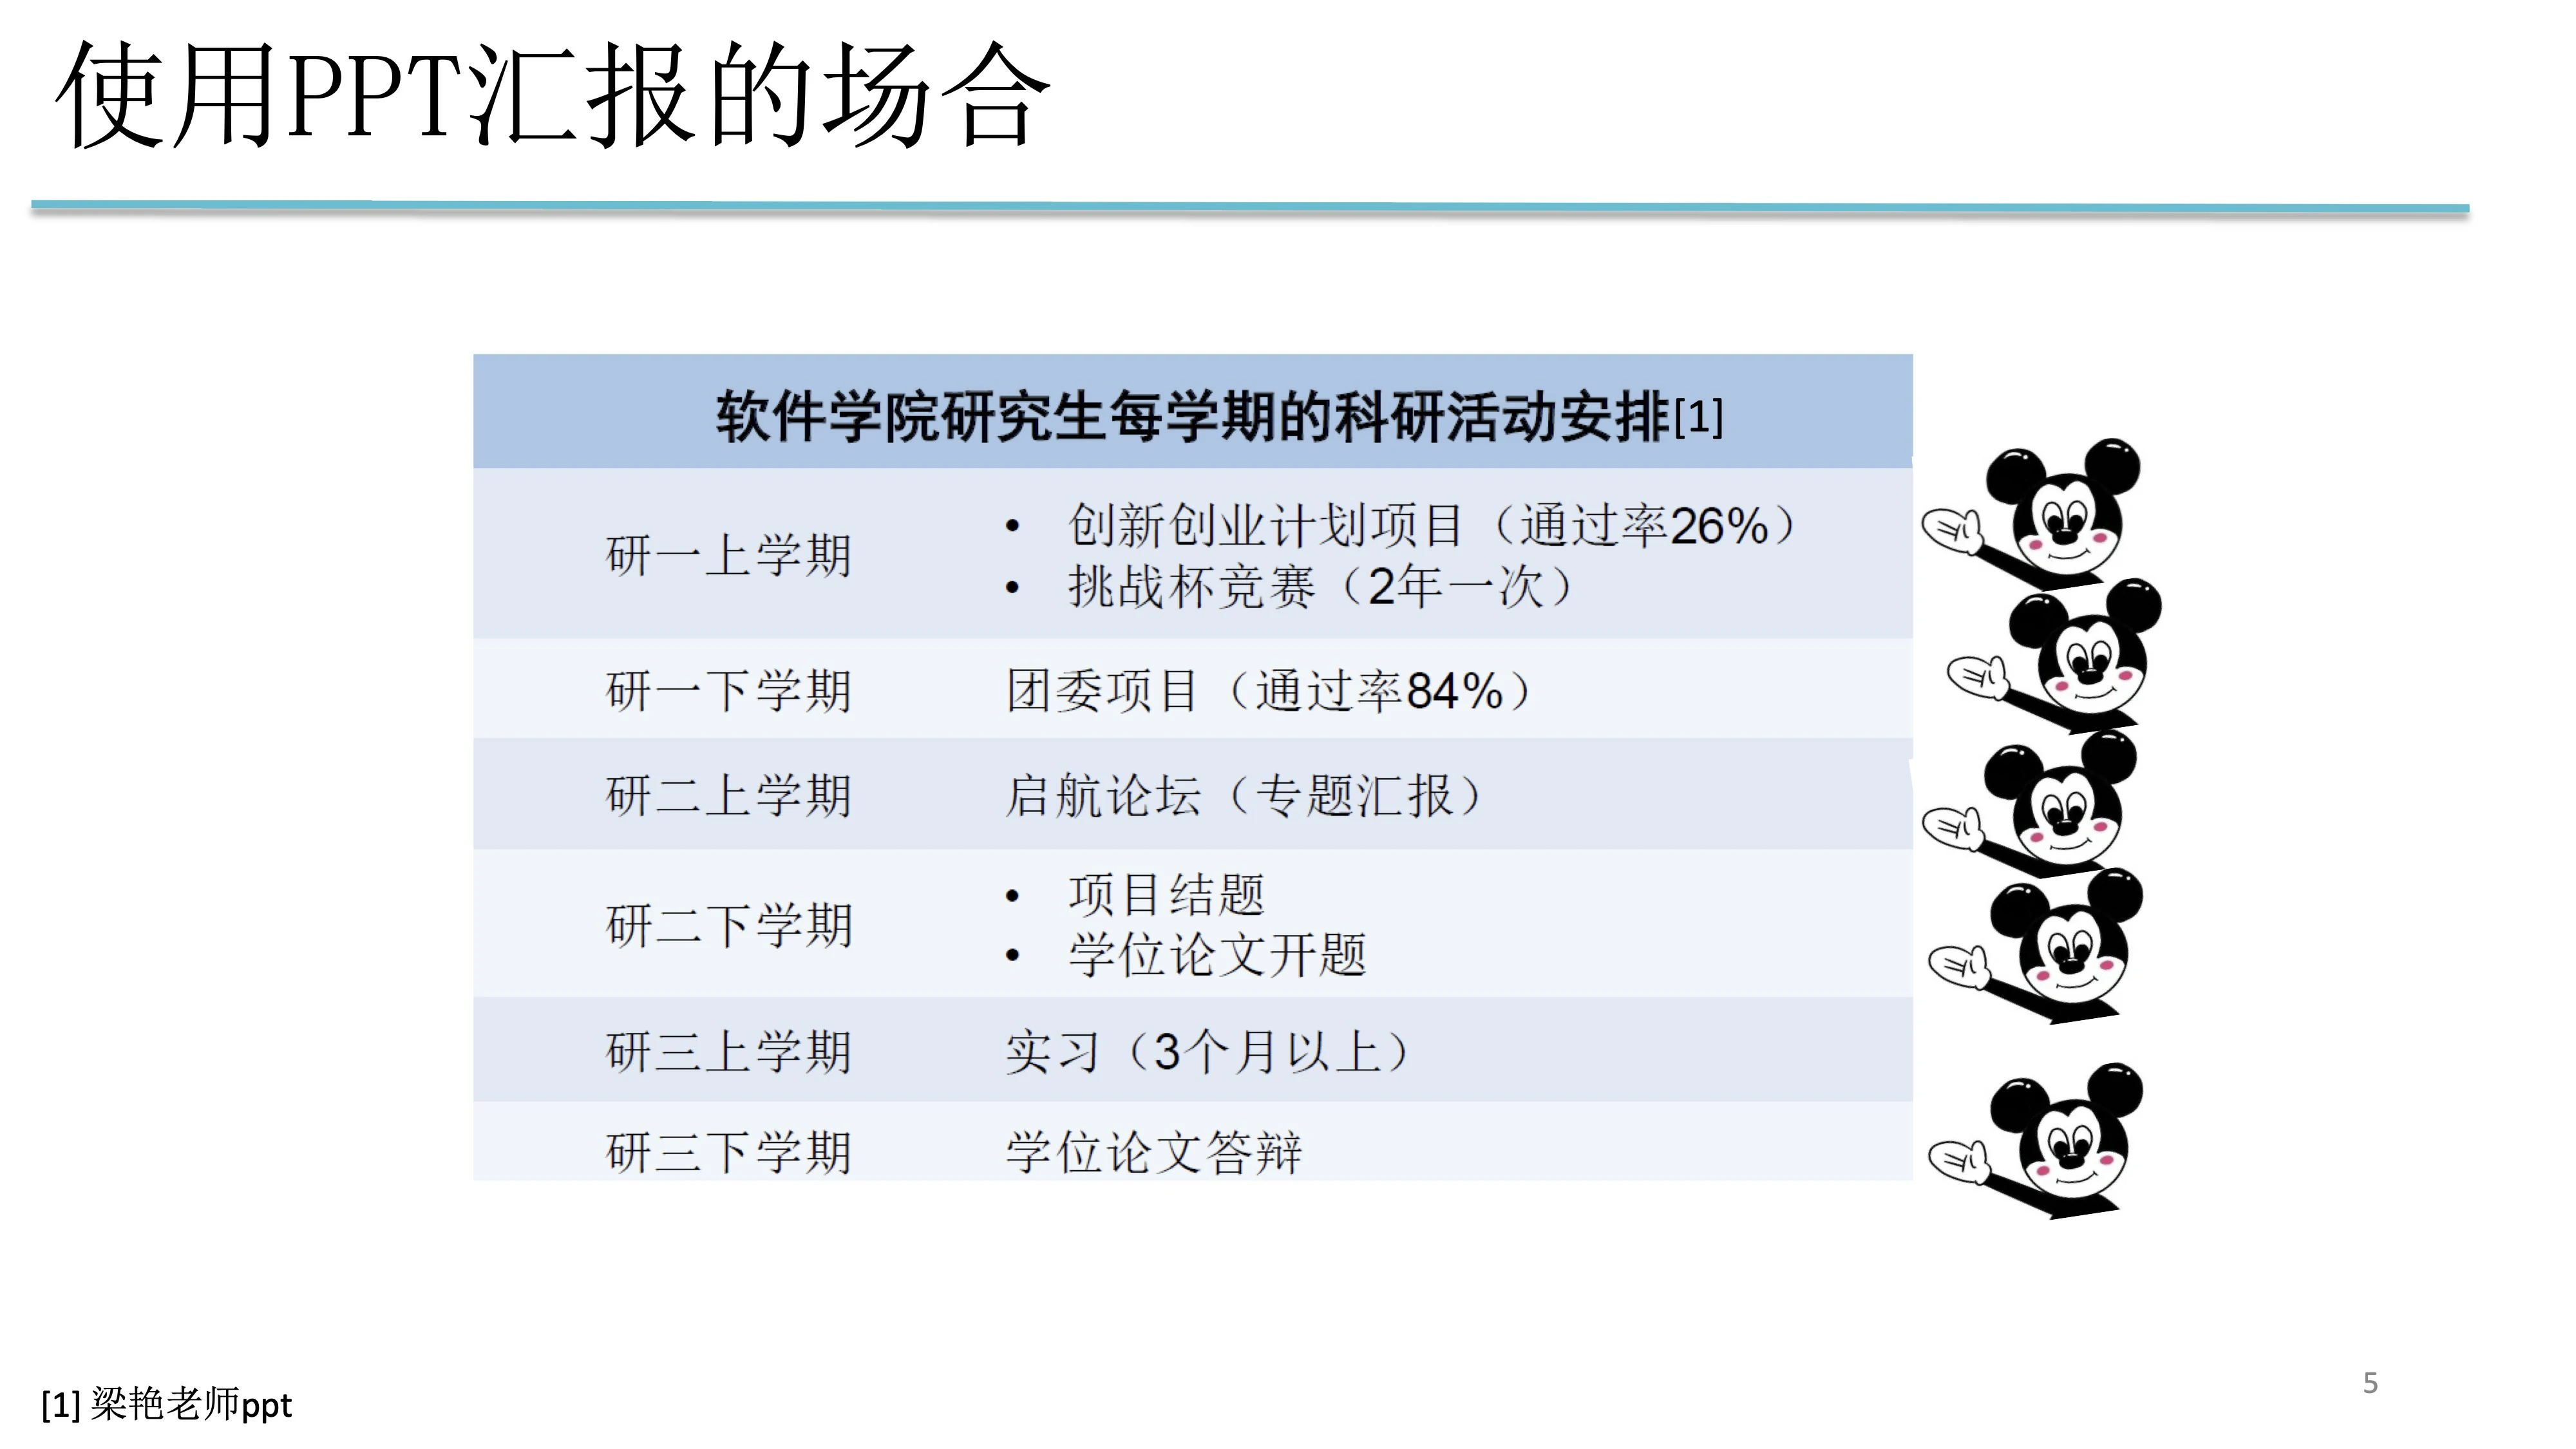 使用PPT汇报的场合
软件学院研究生每学期的科研活动安排[1]
研一上学期
• 创新创业计划项目（通过率26%）
• 挑战杯竞赛（2年一次）
研一下学期 团委项目（通过率84%）
研二上学期 启航论坛（专题汇报）
研二下学期
• 项目结题
• 学位论文开题
研三上学期 实习（3个月以上）
研三下学期 学位论文答辩
[1] 梁艳老师ppt
5